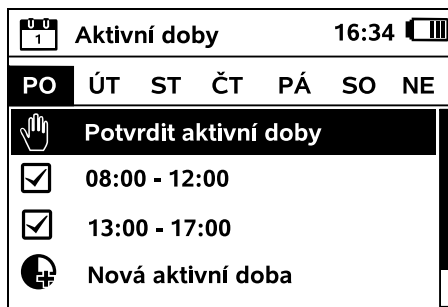 1 Aktivní doby 16:34
PO ÚT ST ČT PÁ SO NE
Potvrdit aktivní doby
08:00 - 12:00
13:00 - 17:00
Nová aktivní doba